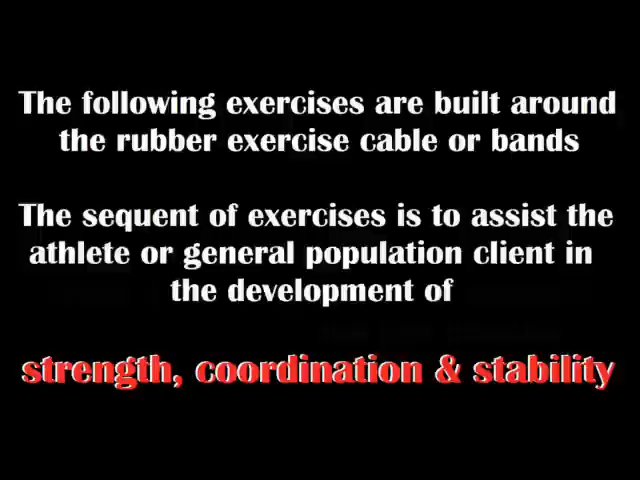 The following exercises are built around
the rubber exercise cable or bands
The sequent of exercises is to assist the
athlete or general population client in
the development of
strength, coordination & stability